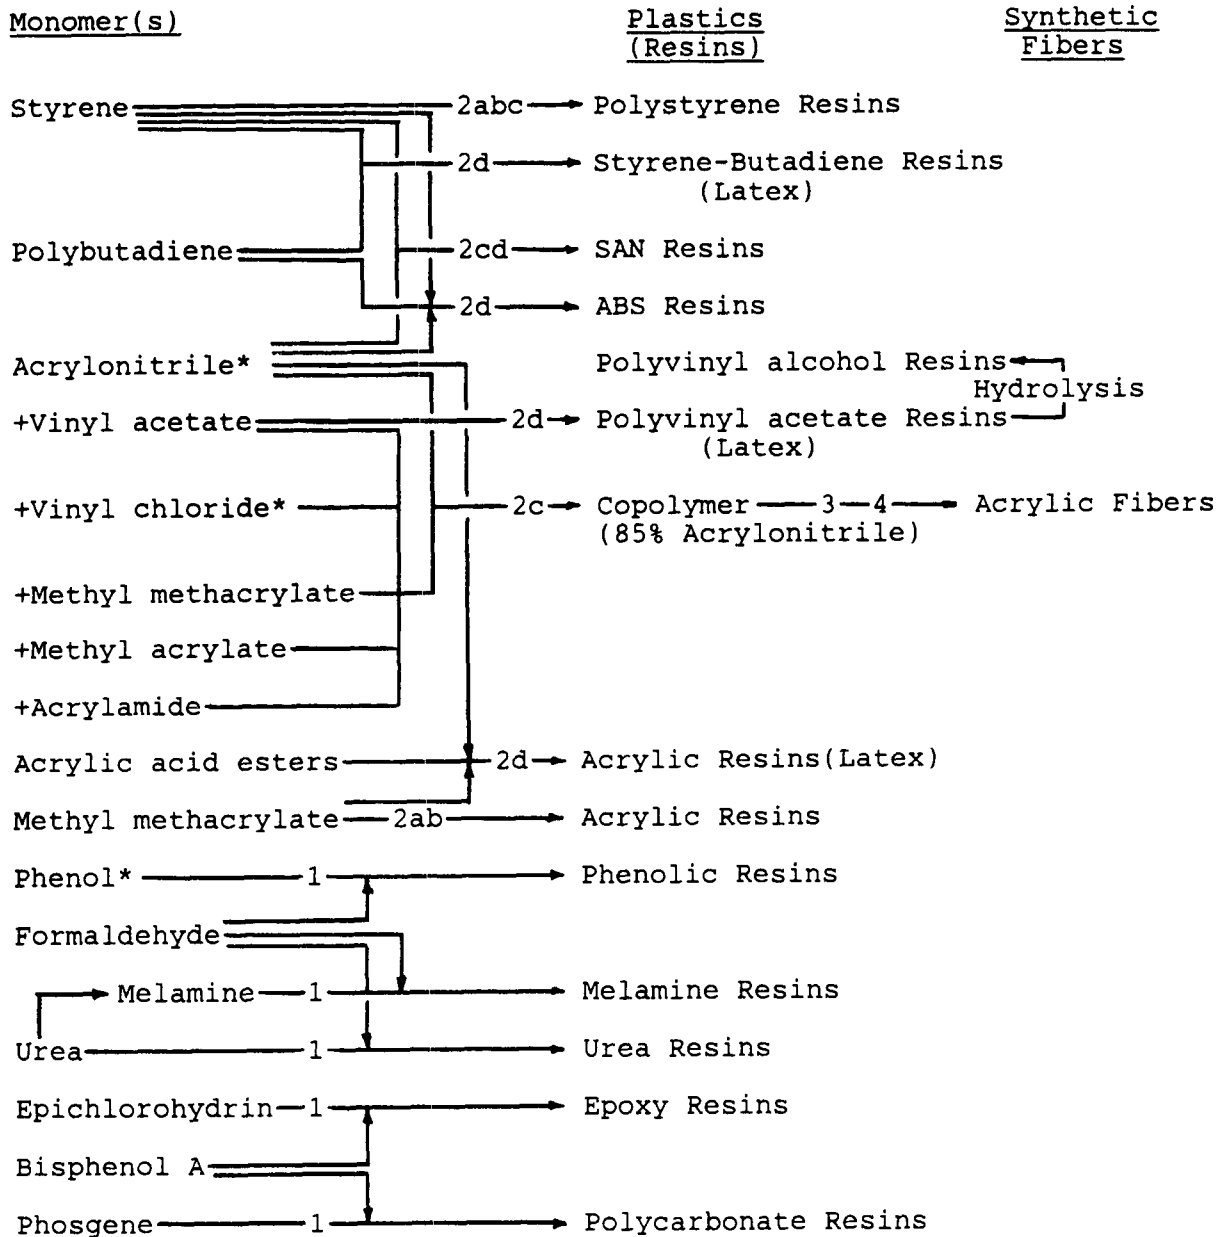 Monomer(s) Plastics Synthetic
(Resins) Fibers
Styrene 2abc Polystyrene Resins
2d Styrene-Butadiene Resins
(Latex)
Polybutadiene 2cd SAN Resins
2d ABS Resins
Acrylonitrile* Polyvinyl alcohol Resins
Hydrolysis
+Vinyl acetate 2d Polyvinyl acetate Resins
(Latex)
+Vinyl chloride* 2c Copolymer 3 4 Acrylic Fibers
(85% Acrylonitrile)
+Methyl methacrylate
+Methyl acrylate
+Acrylamide
Acrylic acid esters 2d Acrylic Resins(Latex)
Methyl methacrylate 2ab Acrylic Resins
Phenol* 1 Phenolic Resins
Formaldehyde
Melamine 1 Melamine Resins
Urea 1 Urea Resins
Epichlorohydrin 1 Epoxy Resins
Bisphenol A
Phosgene 1 Polycarbonate Resins